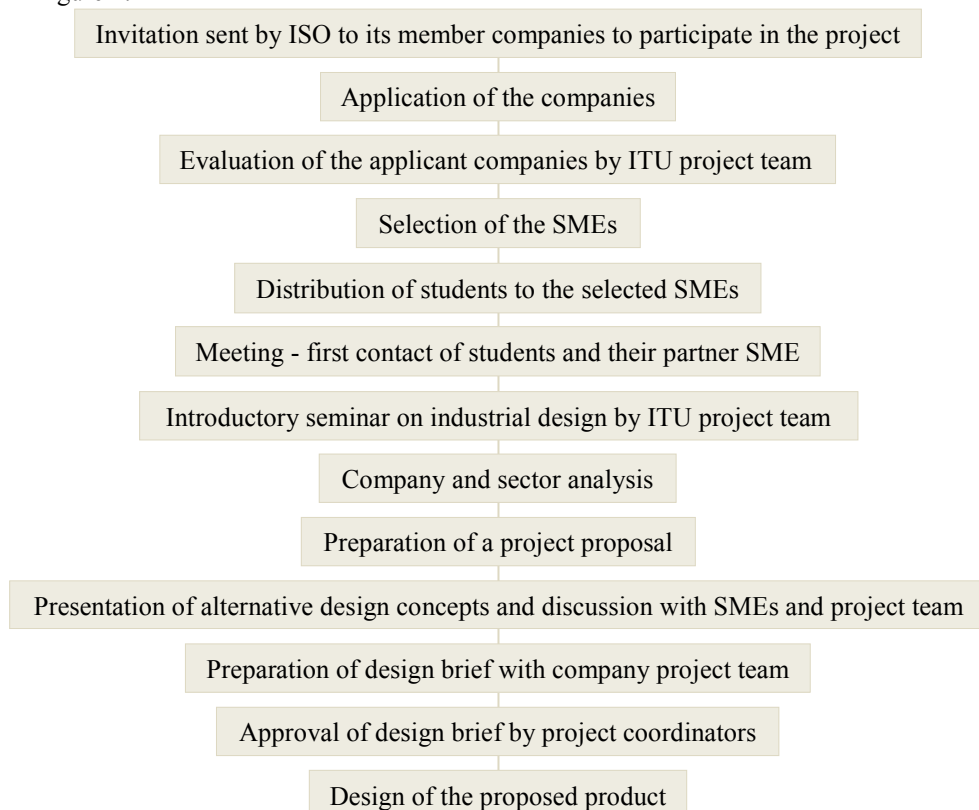 Invitation sent by ISO to its member companies to participate in the project
Application of the companies
Evaluation of the applicant companies by ITU project team
Selection of the SMEs
Distribution of students to the selected SMEs
Meeting - first contact of students and their partner SME
Introductory seminar on industrial design by ITU project team
Company and sector analysis
Preparation of a project proposal
Presentation of alternative design concepts and discussion with SMEs and project team
Preparation of design brief with company project team
Approval of design brief by project coordinators
Design of the proposed product